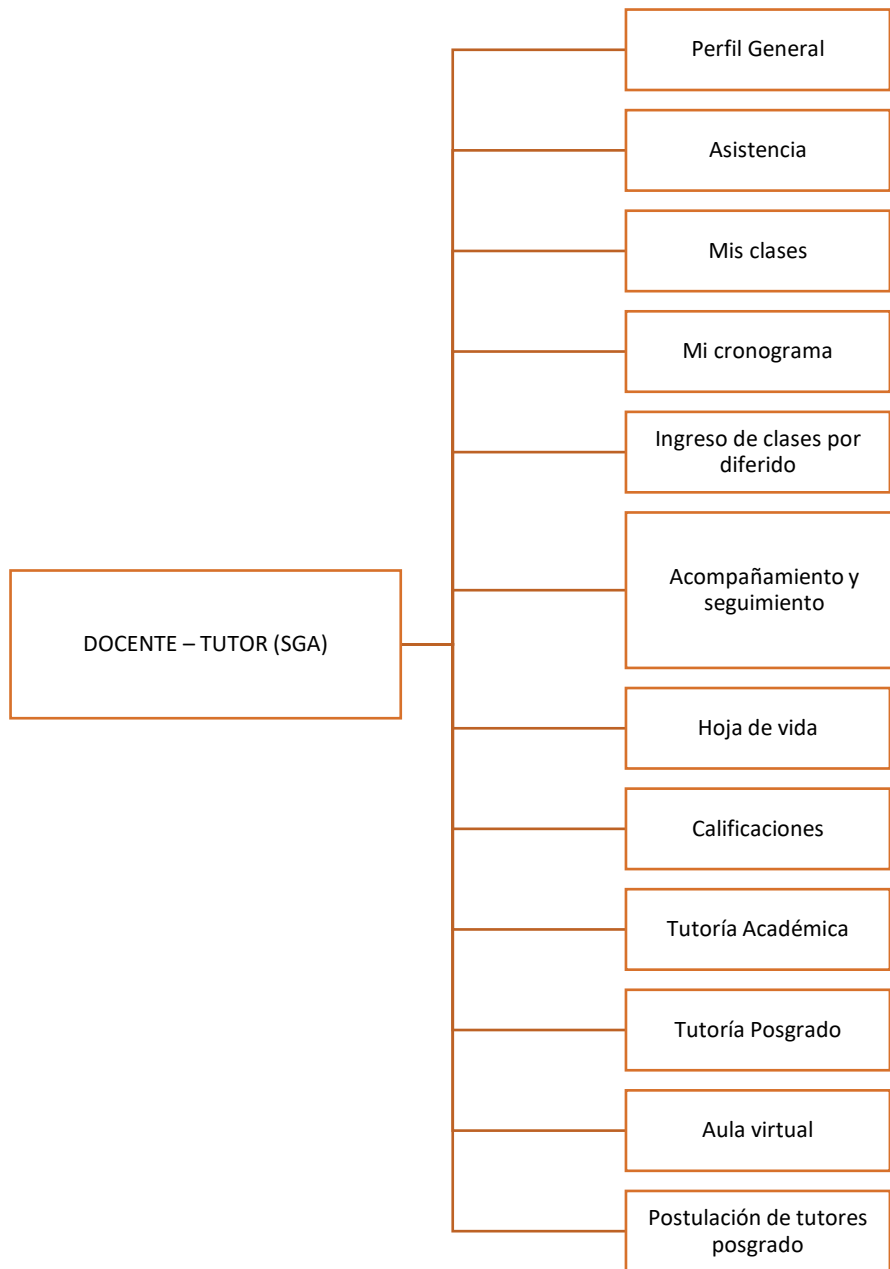 Perfil General
Asistencia
Mis clases
Mi cronograma
Ingreso de clases por
diferido
Acompañamiento y
seguimiento
DOCENTE – TUTOR (SGA)
Hoja de vida
Calificaciones
Tutoría Académica
Tutoría Posgrado
Aula virtual
Postulación de tutores
posgrado